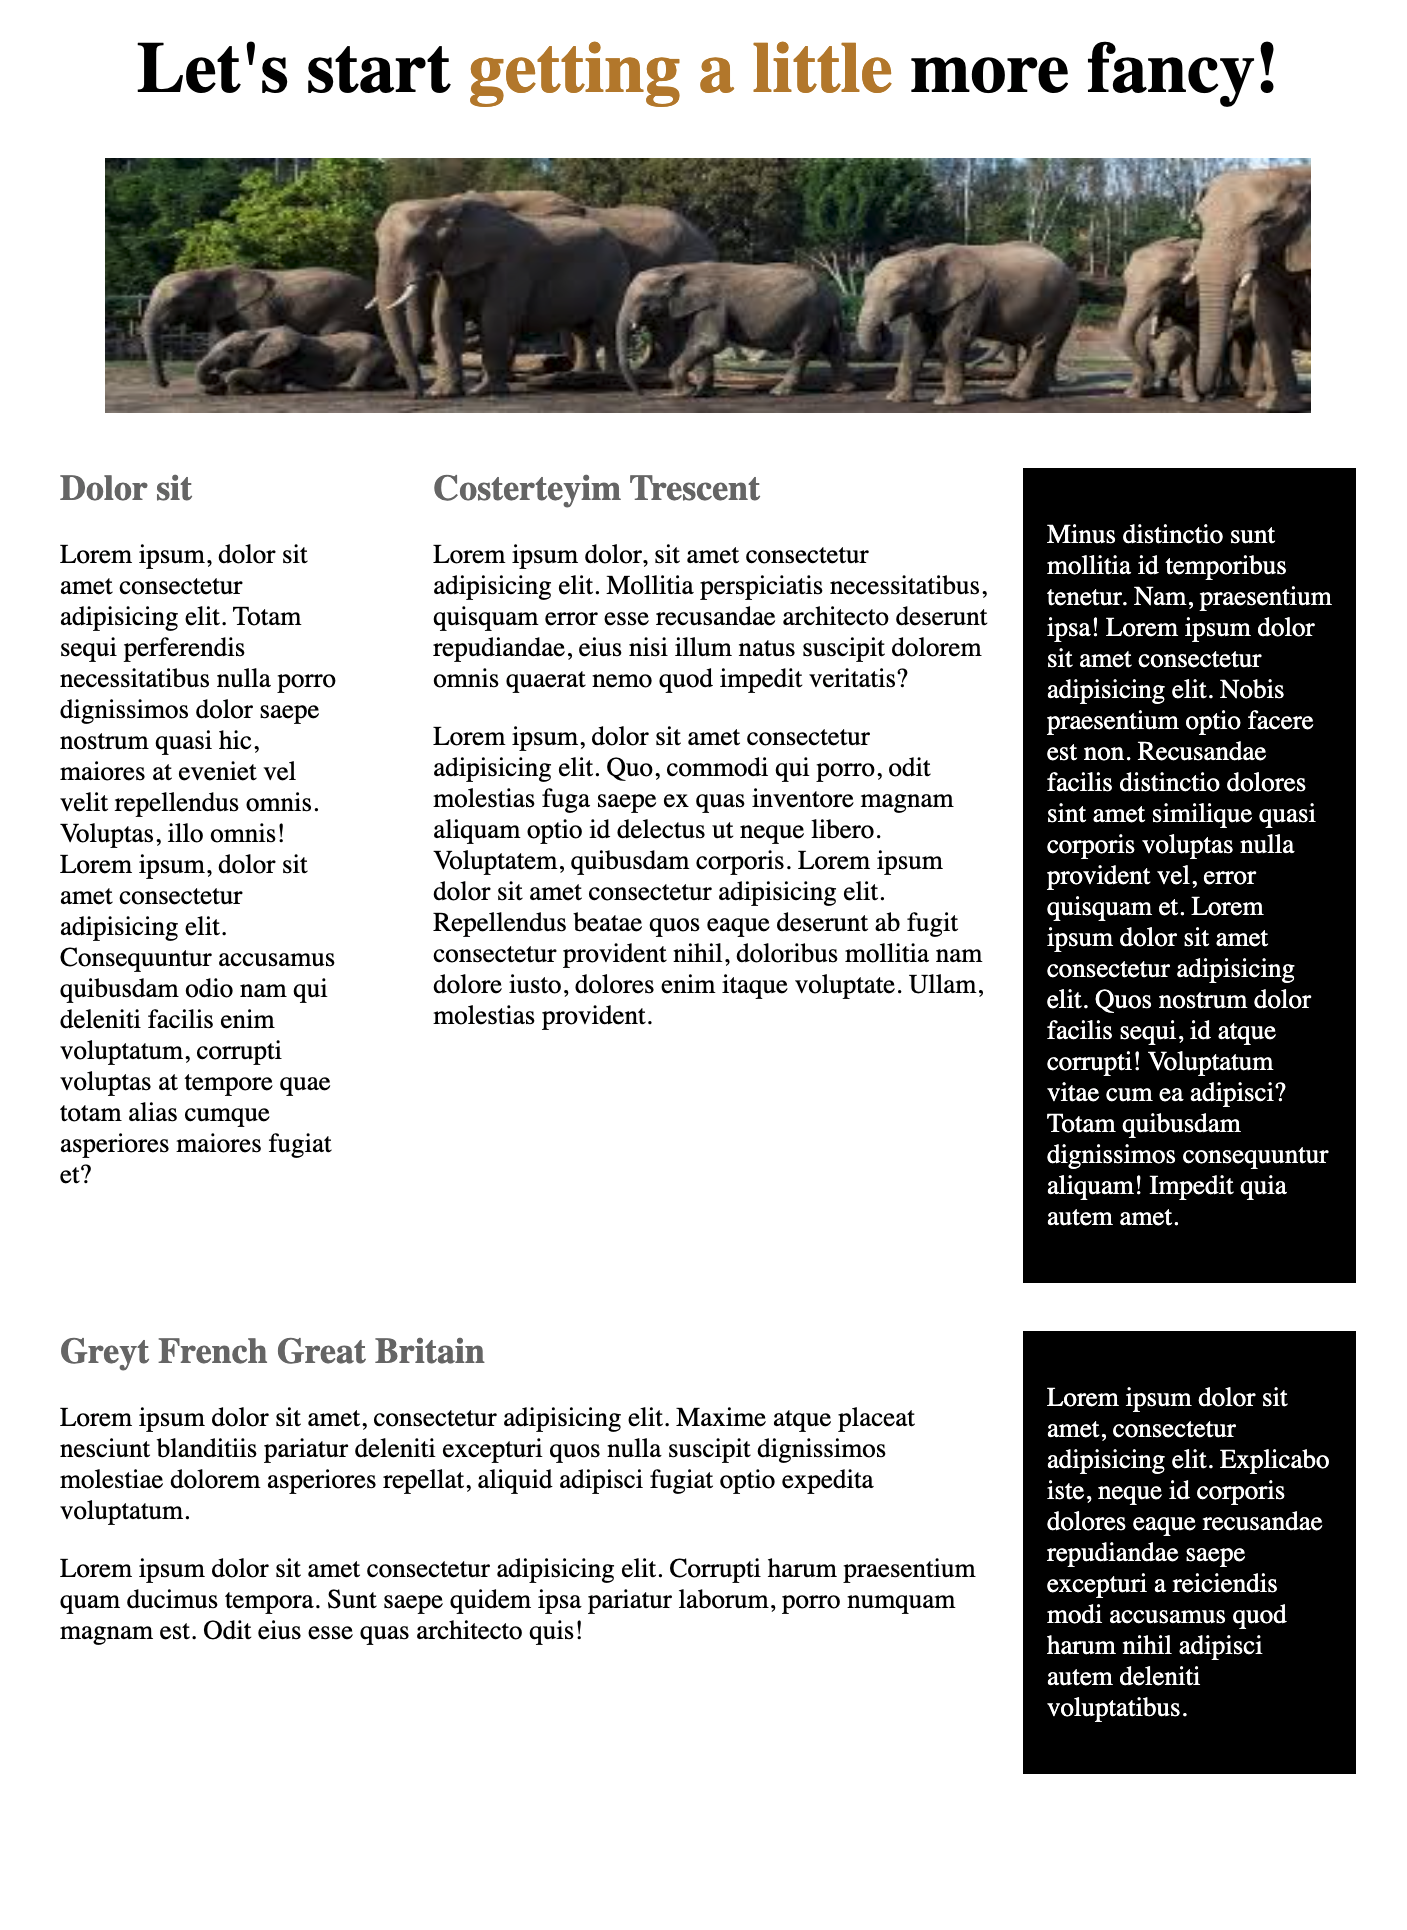 Let's start getting a little more fancy!
Dolor sit
Lorem ipsum, dolor sit
amet consectetur
adipisicing elit. Totam
sequi perferendis
necessitatibus nulla porro
dignissimos dolor saepe
nostrum quasi hic,
maiores at eveniet vel
velit repellendus omnis.
Voluptas, illo omnis!
Lorem ipsum, dolor sit
amet consectetur
adipisicing elit.
Consequuntur accusamus
quibusdam odio nam qui
deleniti facilis enim
voluptatum, corrupti
voluptas at tempore quae
totam alias cumque
asperiores maiores fugiat
et?
Costerteyim Trescent
Lorem ipsum dolor, sit amet consectetur
adipisicing elit. Mollitia perspiciatis necessitatibus,
quisquam error esse recusandae architecto deserunt
repudiandae, eius nisi illum natus suscipit dolorem
omnis quaerat nemo quod impedit veritatis?
Lorem ipsum, dolor sit amet consectetur
adipisicing elit. Quo, commodi qui porro, odit
molestias fuga saepe ex quas inventore magnam
aliquam optio id delectus ut neque libero.
Voluptatem, quibusdam corporis. Lorem ipsum
dolor sit amet consectetur adipisicing elit.
Repellendus beatae quos eaque deserunt ab fugit
consectetur provident nihil, doloribus mollitia nam
dolore iusto, dolores enim itaque voluptate. Ullam,
molestias provident.
Minus distinctio sunt
mollitia id temporibus
tenetur. Nam, praesentium
ipsa! Lorem ipsum dolor
sit amet consectetur
adipisicing elit. Nobis
praesentium optio facere
est non. Recusandae
facilis distinctio dolores
sint amet similique quasi
corporis voluptas nulla
provident vel, error
quisquam et. Lorem
ipsum dolor sit amet
consectetur adipisicing
elit. Quos nostrum dolor
facilis sequi, id atque
corrupti! Voluptatum
vitae cum ea adipisci?
Totam quibusdam
dignissimos consequuntur
aliquam! Impedit quia
autem amet.
Greyt French Great Britain
Lorem ipsum dolor sit amet, consectetur adipisicing elit. Maxime atque placeat
nesciunt blanditiis pariatur deleniti excepturi quos nulla suscipit dignissimos
molestiae dolorem asperiores repellat, aliquid adipisci fugiat optio expedita
voluptatum.
Lorem ipsum dolor sit amet consectetur adipisicing elit. Corrupti harum praesentium
quam ducimus tempora. Sunt saepe quidem ipsa pariatur laborum, porro numquam
magnam est. Odit eius esse quas architecto quis!
Lorem ipsum dolor sit
amet, consectetur
adipisicing elit. Explicabo
iste, neque id corporis
dolores eaque recusandae
repudiandae saepe
excepturi a reiciendis
modi accusamus quod
harum nihil adipisci
autem deleniti
voluptatibus.